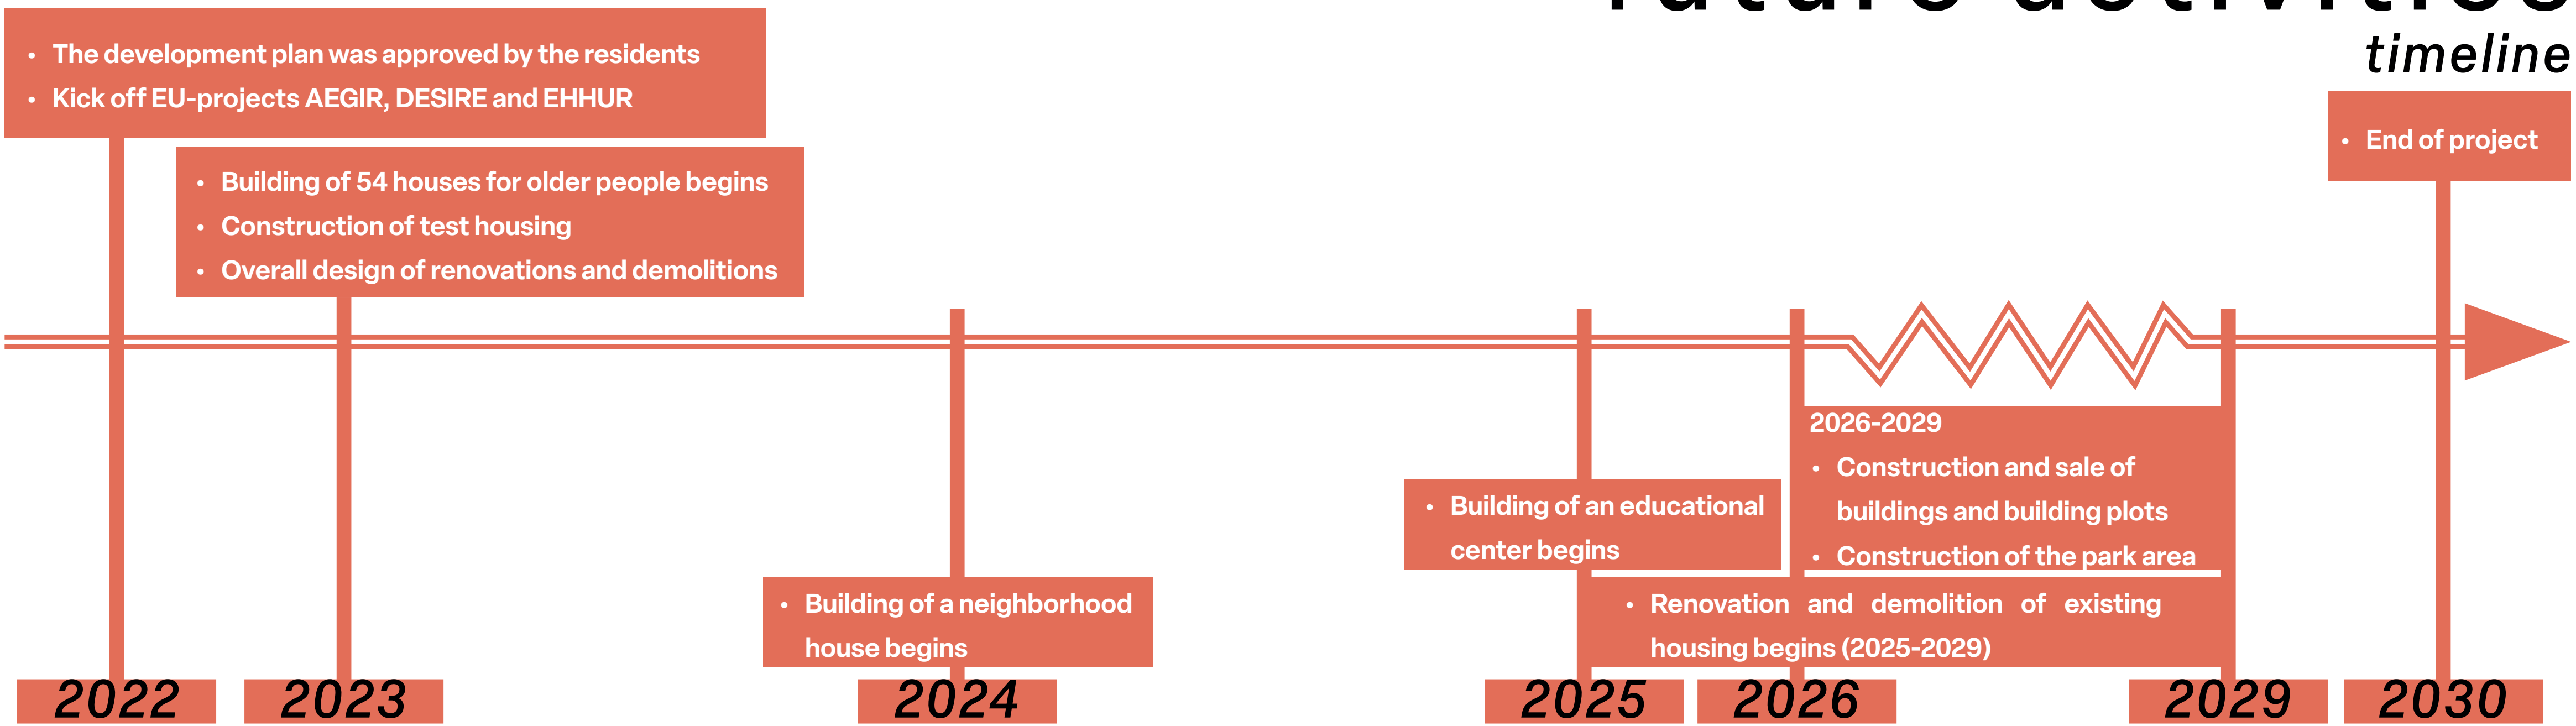 future activities
timeline
• The development plan was approved by the residents
• Kick off EU-projects AEGIR, DESIRE and EHHUR
• End of project
• Building of 54 houses for older people begins
• Construction of test housing
• Overall design of renovations and demolitions
2026-2029
• Construction and sale of
buildings and building plots
• Construction of the park area
• Building of an educational
center begins
• Building of a neighborhood
house begins
• Renovation and demolition of existing
housing begins (2025-2029)
2022
2023
2024
2025
2026
2029
2030